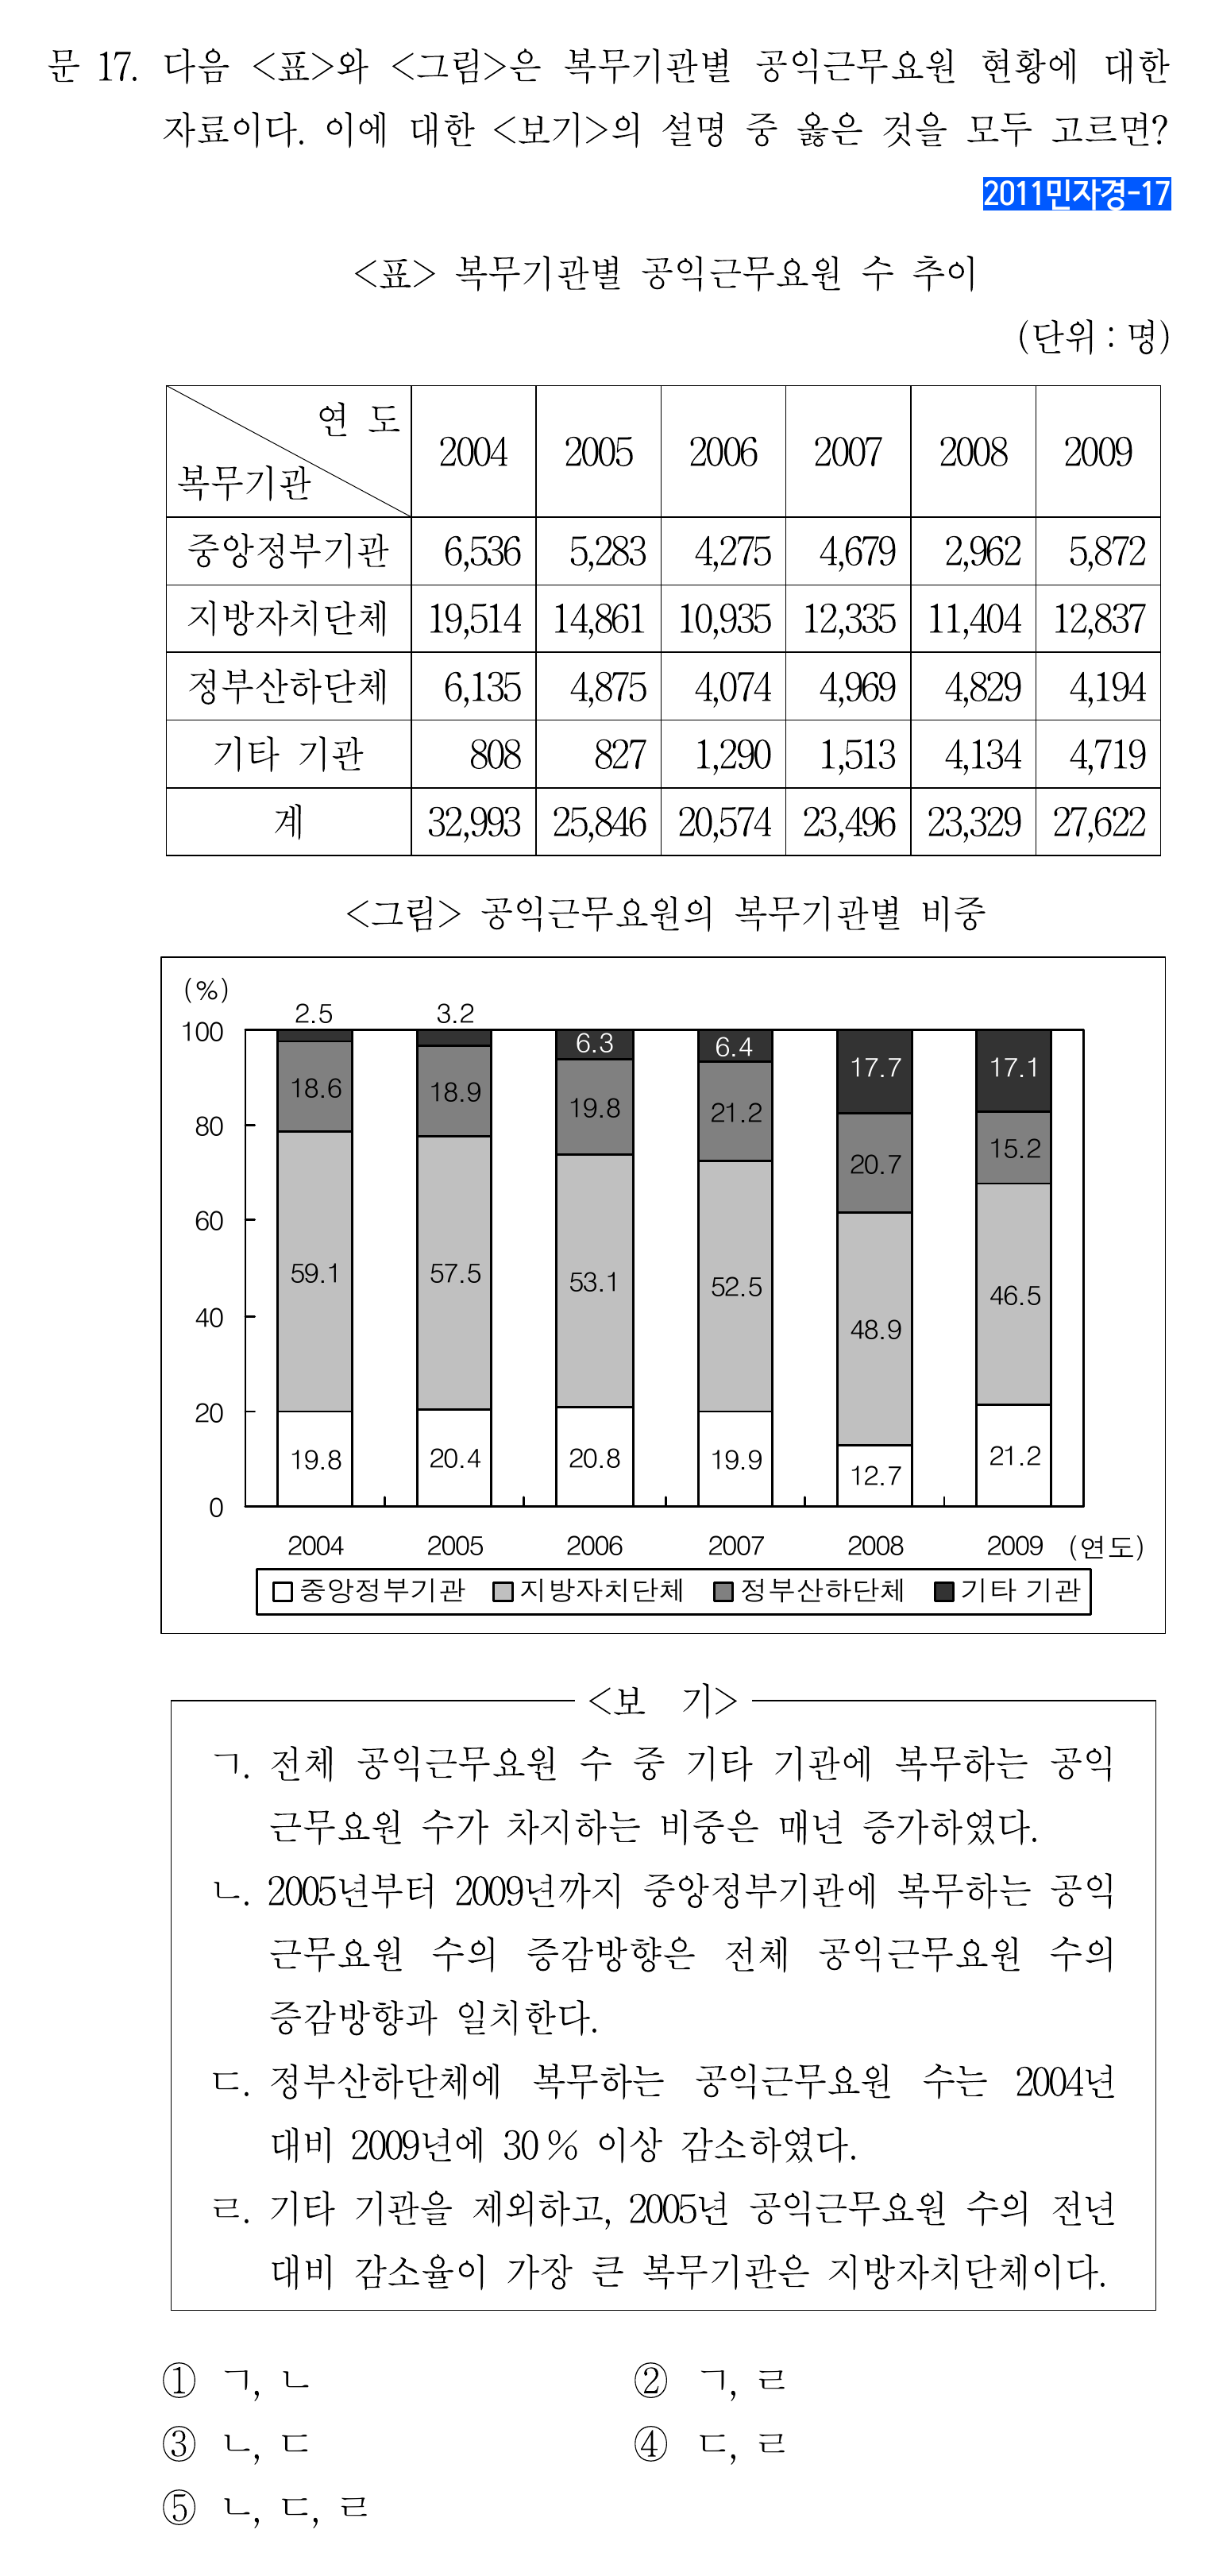 문 17. 다음 <표>와 <그림>은 복무기관별 공익근무요원 현황에 대한
자료이다. 이에 대한 <보기>의 설명 중 옳은 것을 모두 고르면?
2011민자경-17
<표> 복무기관별 공익근무요원 수 추이
(단위 : 명)
연 도
복무기관
2004 2005 2006 2007 2008 2009
중앙정부기관 6,536 5,283 4,275 4,679 2,962 5,872
지방자치단체 19,514 14,861 10,935 12,335 11,404 12,837
정부산하단체 6,135 4,875 4,074 4,969 4,829 4,194
기타 기관 808 827 1,290 1,513 4,134 4,719
계 32,993 25,846 20,574 23,496 23,329 27,622
<그림> 공익근무요원의 복무기관별 비중
(%)
2.5 3.2 6.3 6.4 17.7 17.1
18.6 18.9 19.8 21.2 20.7 15.2
59.1 57.5 53.1 52.5 48.9 46.5
19.8 20.4 20.8 19.9 12.7 21.2
100
80
60
40
20
0
2004 2005 2006 2007 2008 2009 (연도)
중앙정부기관 지방자치단체 정부산하단체 기타 기관
<보 기>
ㄱ. 전체 공익근무요원 수 중 기타 기관에 복무하는 공익
근무요원 수가 차지하는 비중은 매년 증가하였다.
ㄴ. 2005년부터 2009년까지 중앙정부기관에 복무하는 공익
근무요원 수의 증감방향은 전체 공익근무요원 수의
증감방향과 일치한다.
ㄷ. 정부산하단체에 복무하는 공익근무요원 수는 2004년
대비 2009년에 30 % 이상 감소하였다.
ㄹ. 기타 기관을 제외하고, 2005년 공익근무요원 수의 전년
대비 감소율이 가장 큰 복무기관은 지방자치단체이다.
① ㄱ, ㄴ ② ㄱ, ㄹ
③ ㄴ, ㄷ ④ ㄷ, ㄹ
⑤ ㄴ, ㄷ, ㄹ